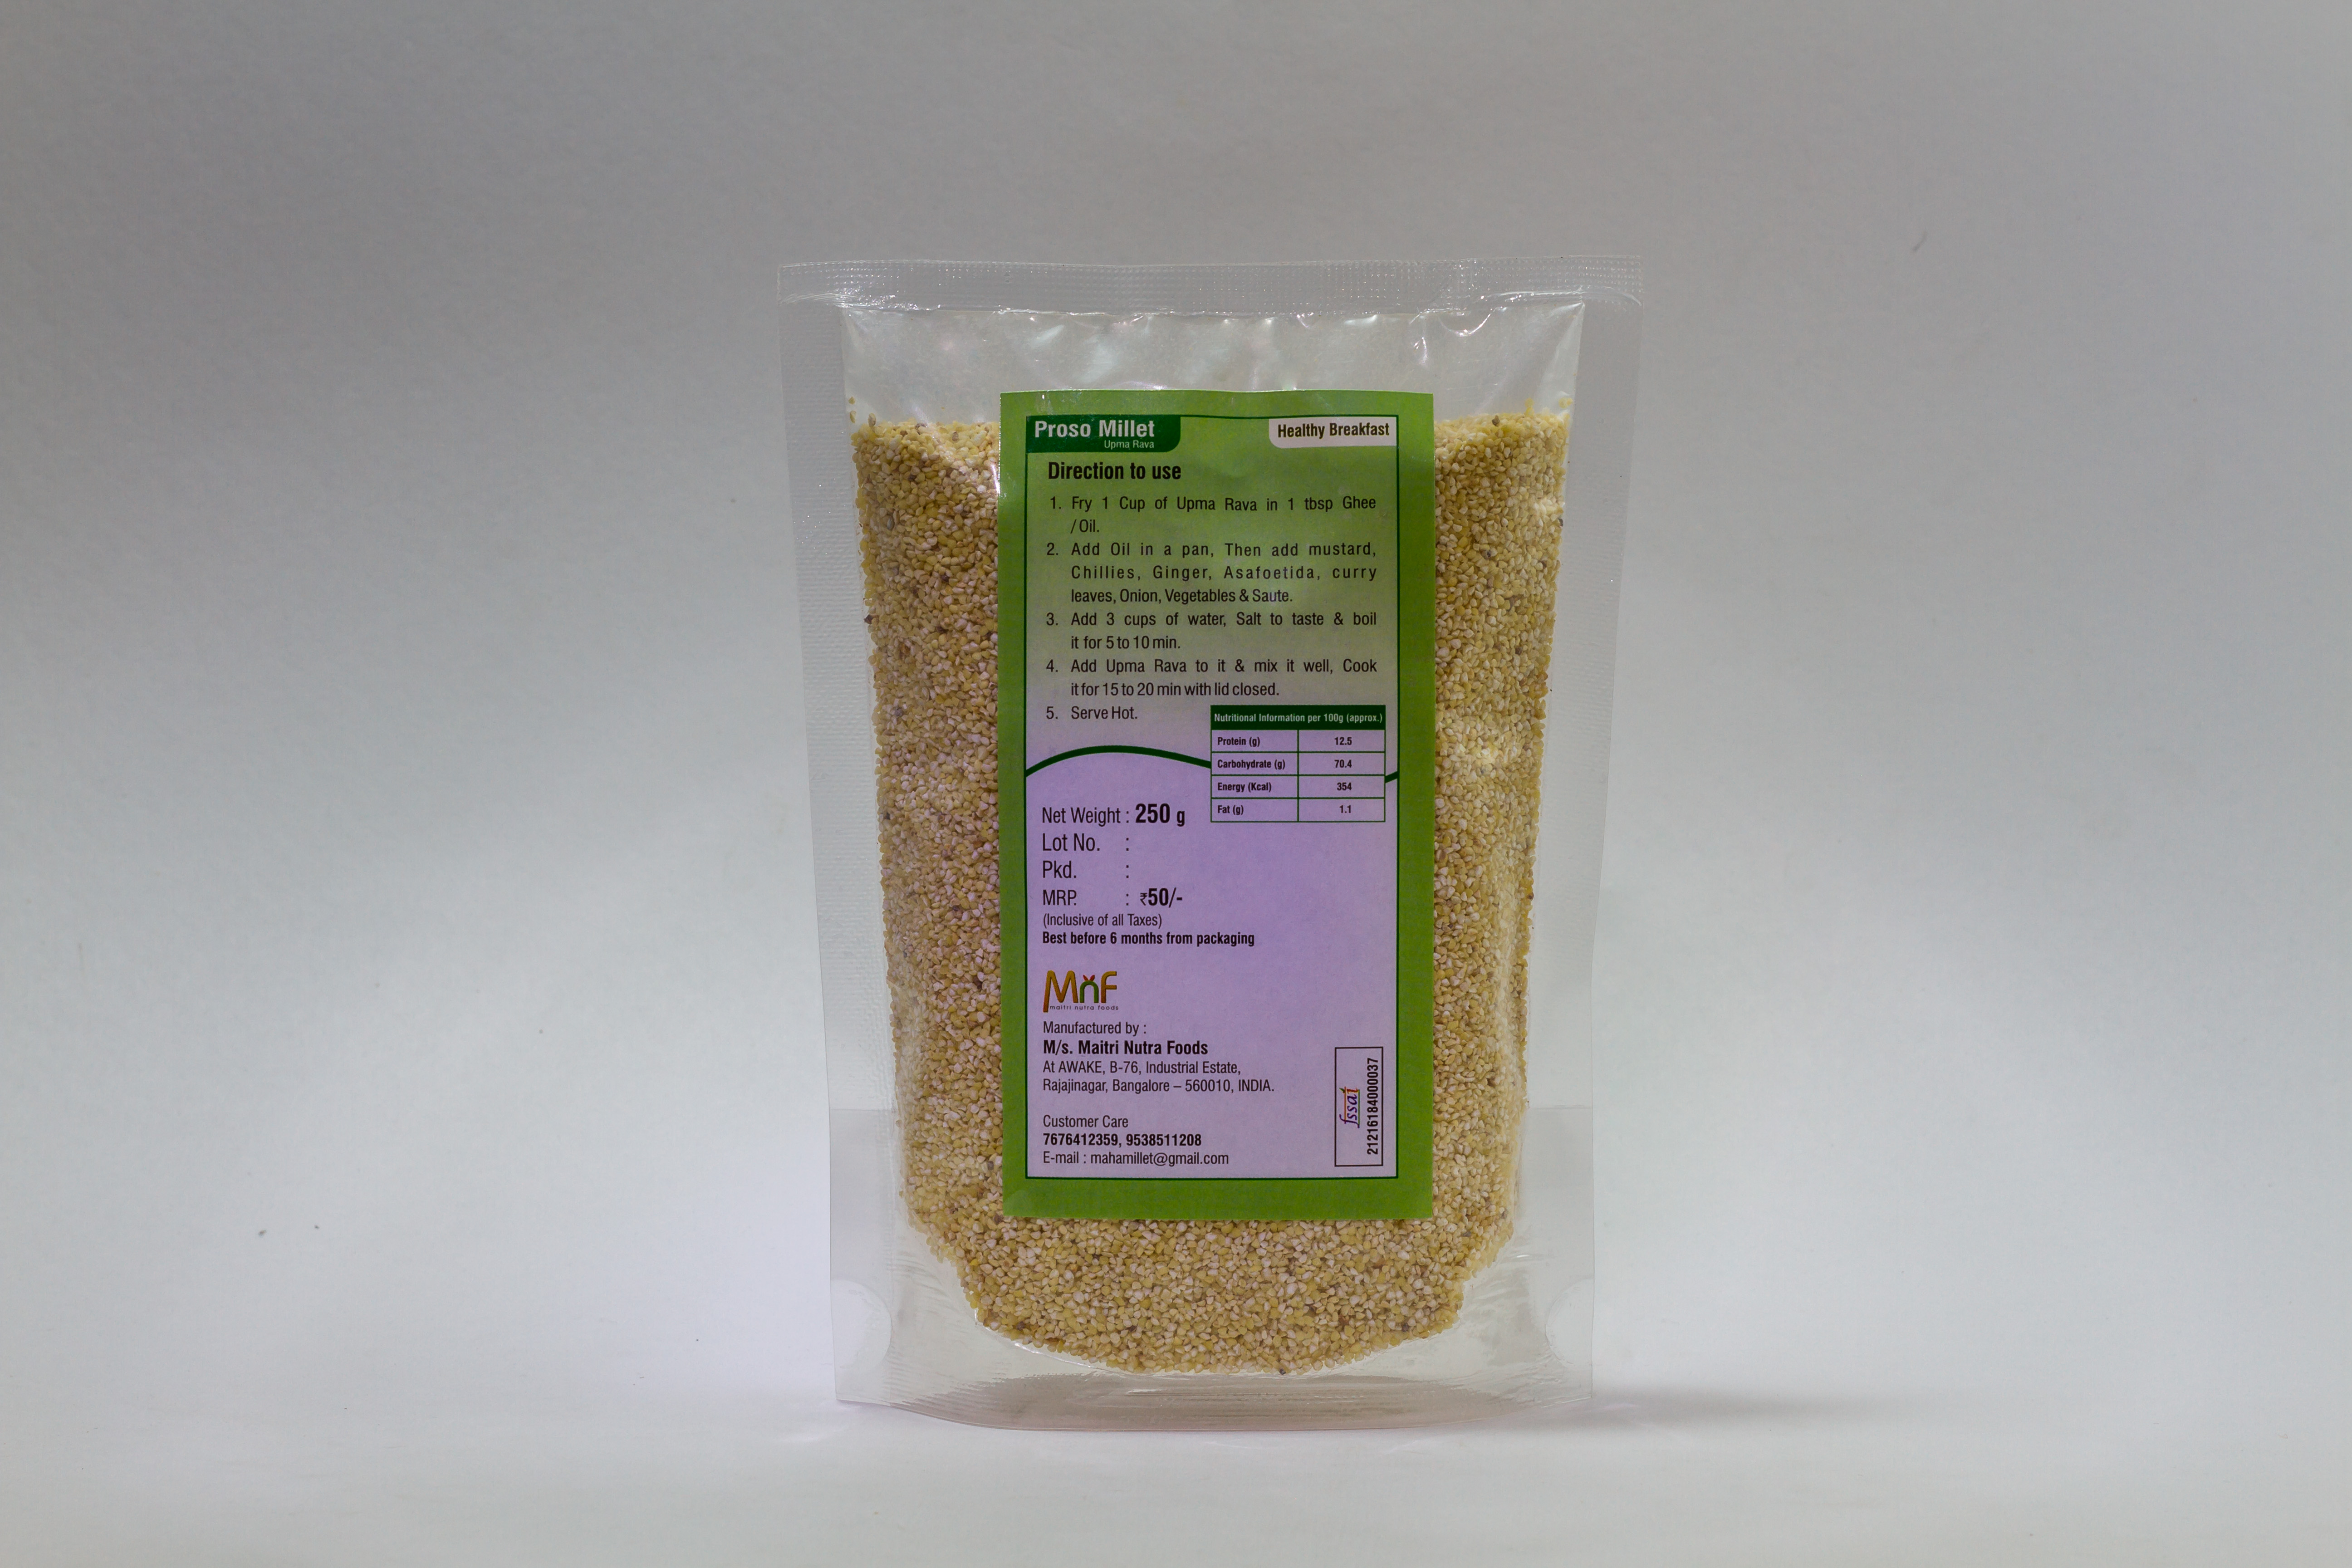 Proso Millet
Upma Rava
Healthy Breakfast
Direction to use
1. Fry 1 Cup of Upma Rava in 1 tbsp Ghee
/ Oil.
2. Add Oil in a pan, Then add mustard,
Chillies, Ginger, Asafoetida, curry
leaves, Onion, Vegetables & Saute.
3. Add 3 cups of water, Salt to taste & boil
it for 5 to 10 min.
4. Add Upma Rava to it & mix it well, Cook
it for 15 to 20 min with lid closed.
5. Serve Hot.
Nutritional Information per 100g (approx.)
Protein (g) 12.5
Carbohydrate (g) 70.4
Energy (Kcal) 354
Fat (g) 1.1
Net Weight : 250 g
Lot No. :
Pkd. :
MRP. : ₹50/-
(Inclusive of all Taxes)
Best before 6 months from packaging
MnF
maitri nutra foods
Manufactured by :
M/s. Maitri Nutra Foods
At AWAKE, B-76, Industrial Estate,
Rajajinagar, Bangalore – 560010, INDIA.
Customer Care
7676412359, 9538511208
E-mail : mahamillet@gmail.com
fssai
21216184000037